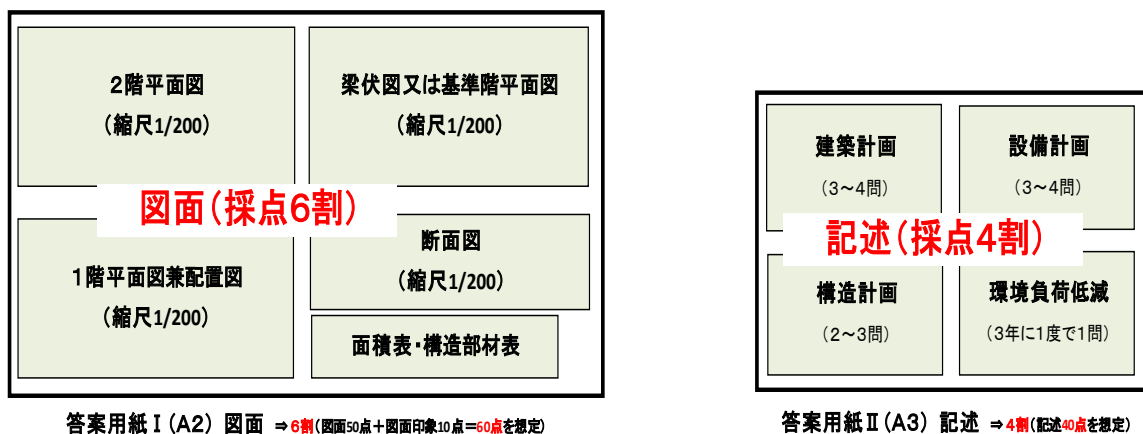 2階平面図
(縮尺1/200)
梁伏図又は基準階平面図
(縮尺1/200)
図面(採点6割)
1階平面図兼配置図
(縮尺1/200)
断面図
(縮尺1/200)
面積表・構造部材表
答案用紙Ⅰ(A2) 図面 ⇒6割(図面50点+図面印象10点=60点を想定)
建築計画
(3~4問)
設備計画
(3~4問)
記述(採点4割)
構造計画
(2~3問)
環境負荷低減
(3年に1度で1問)
答案用紙Ⅱ(A3) 記述 ⇒4割(記述40点を想定)